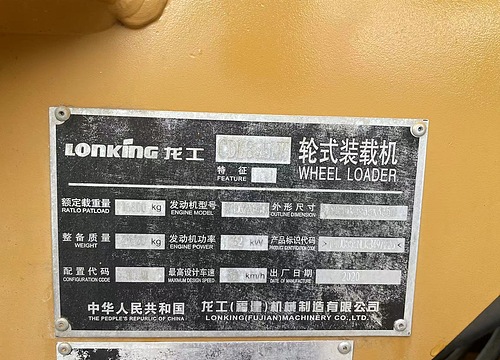 LONKING 龙工 轮式装载机
特征
FEATURE
WHEEL LOADER
额定载重量 kg 发动机型号 外形尺寸
RATLO PAYLOAD ENGINE MODEL OUTLINE DIMENSION
整备质量 kg 发动机功率 kW 产品标识代码
WEIGHT ENGINE POWER PRODUCT IDENTIFICATION CODE
配置代码 最高设计车速 km/h 出厂日期 2020
CONFIGURATION CODE MAXIMUM DESIGN SPEED DATE OF MANUFACTURE
中华人民共和国 龙工(福建)机械制造有限公司
THE PEOPLE'S REPUBLIC OF CHINA LONKING(FUJIAN)MACHINERY CO.,LTD.